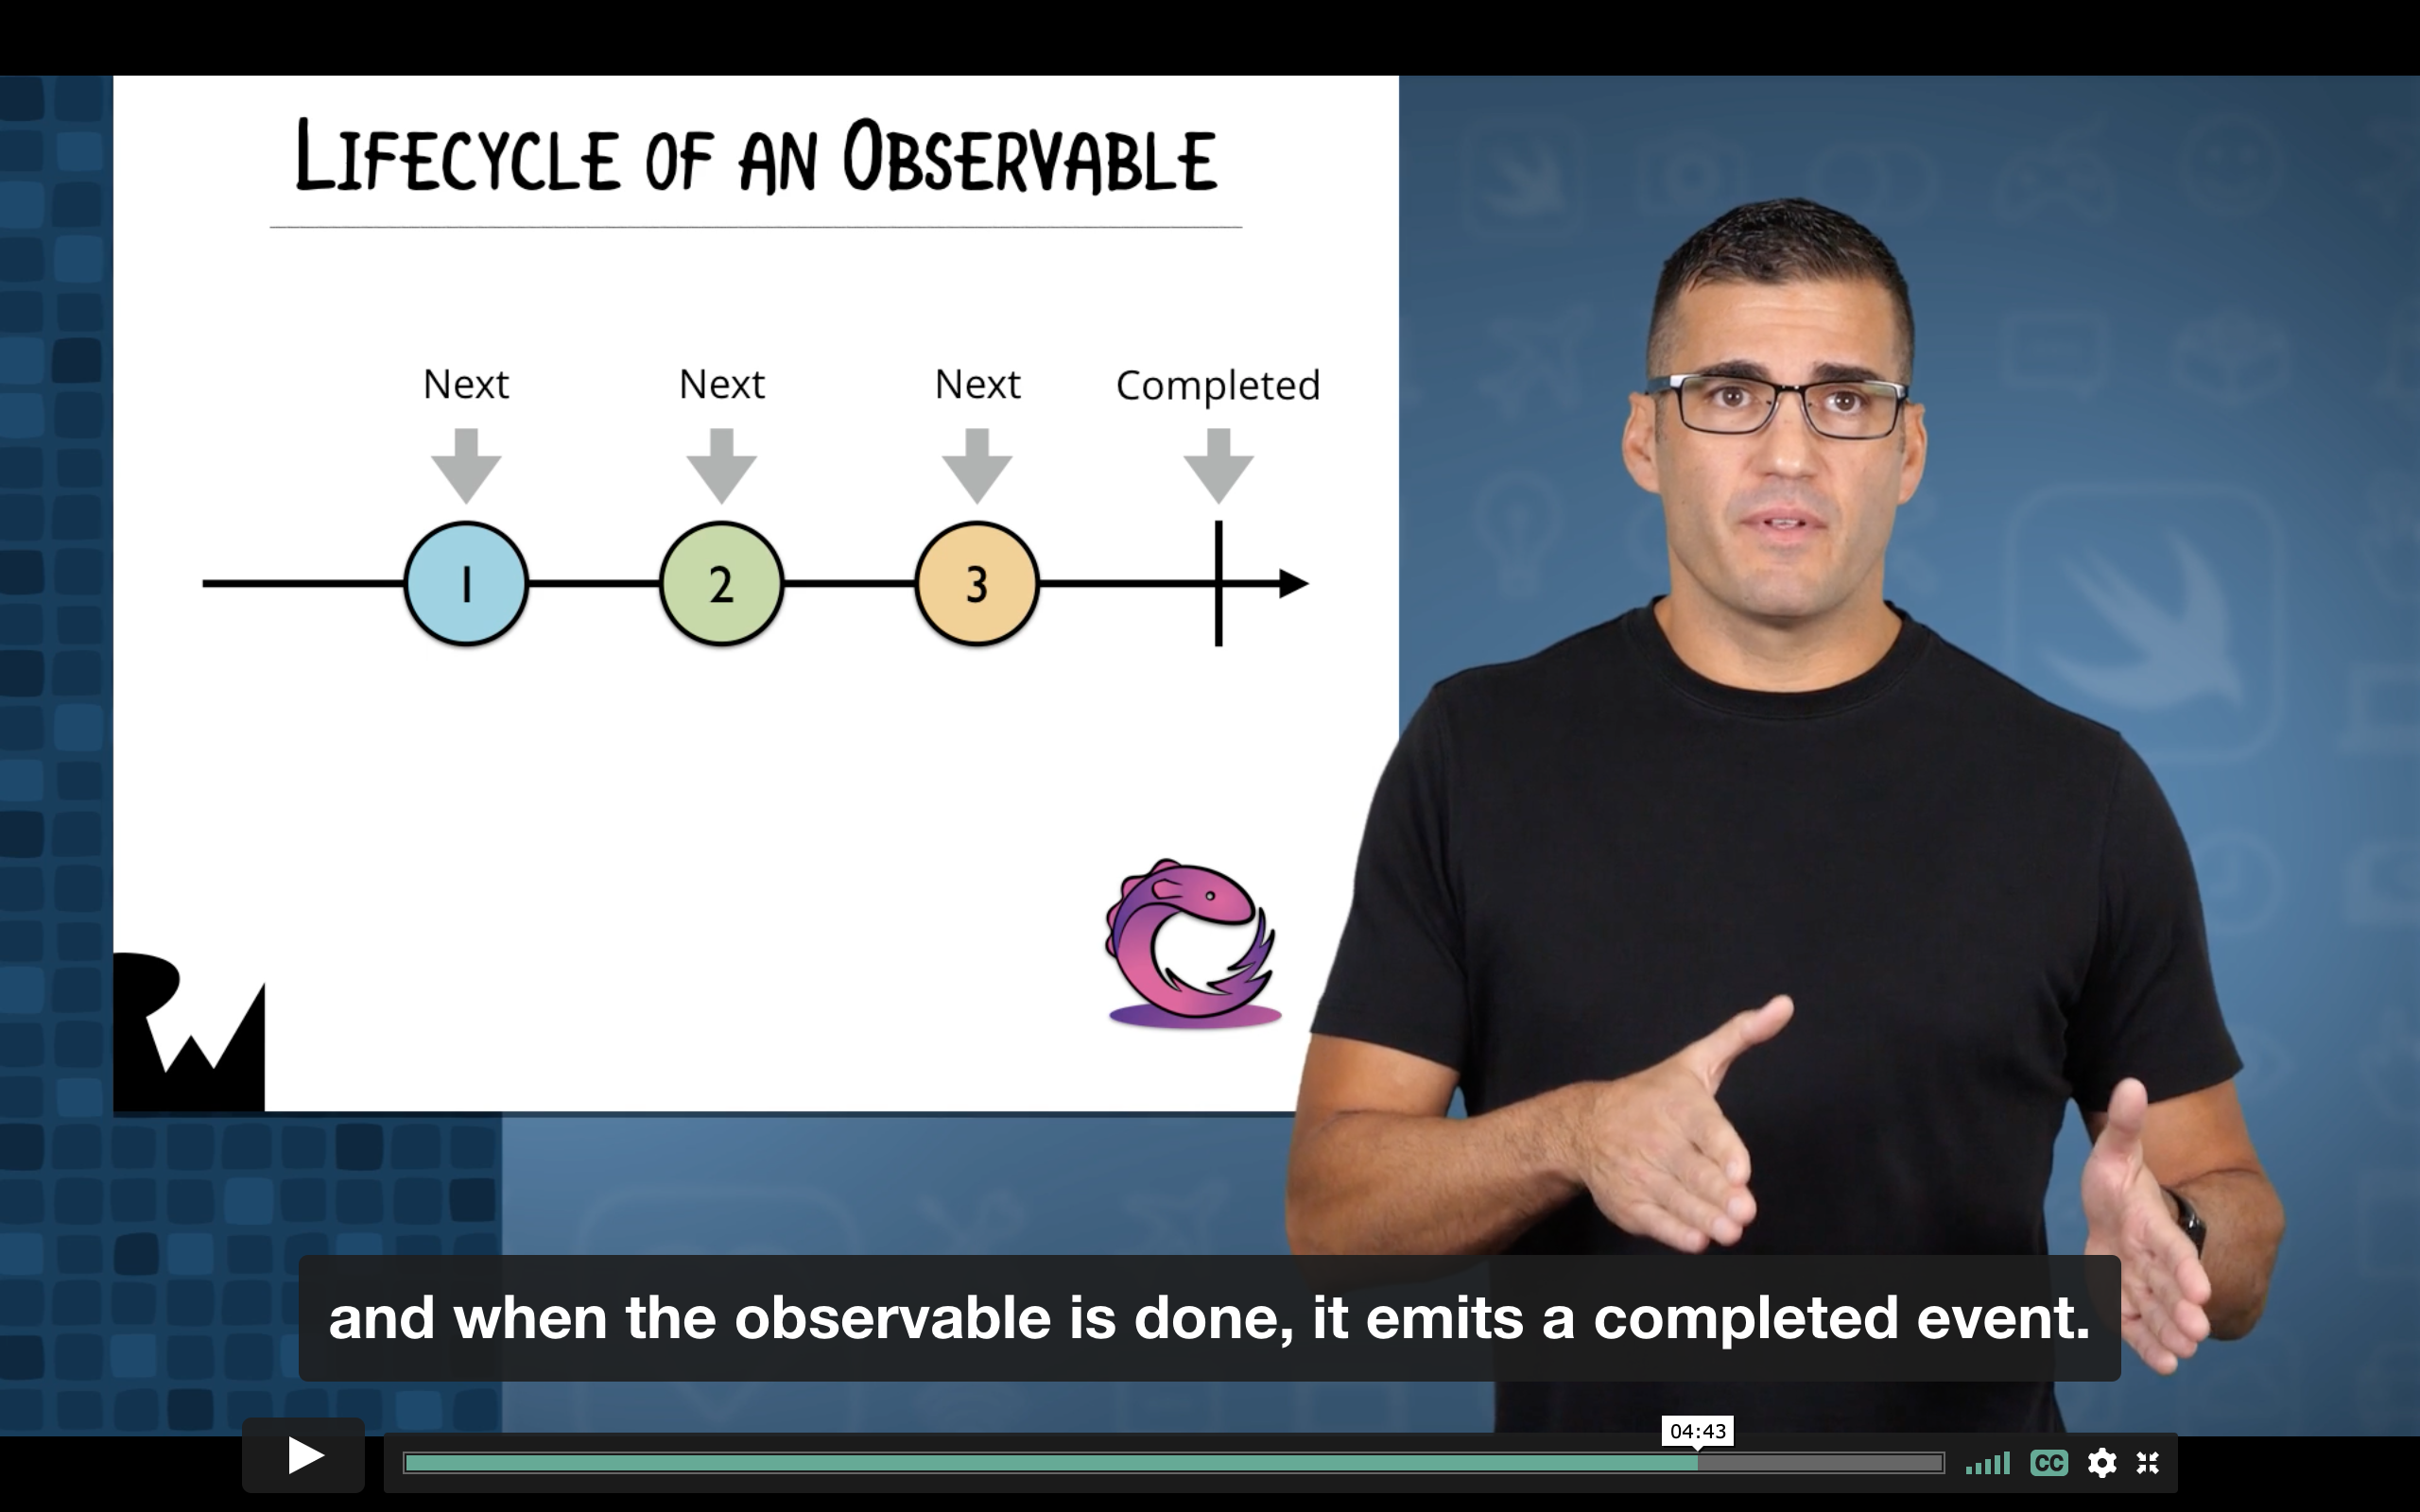 LIFECYCLE OF AN OBSERVABLE
Next Next Next Completed
1 2 3
RW
and when the observable is done, it emits a completed event.
04:43
CC